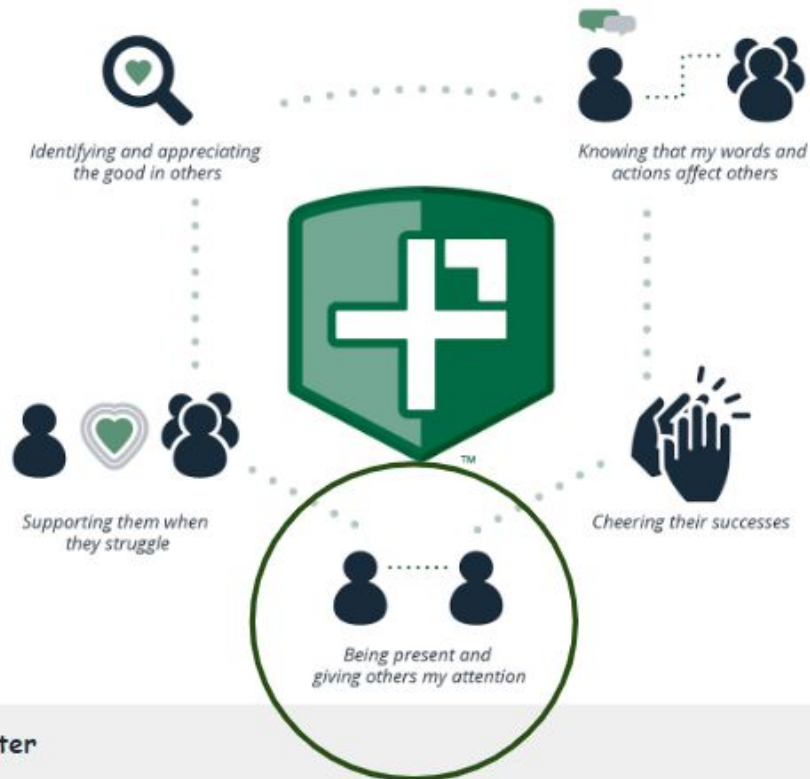 Identifying and appreciating
the good in others
Knowing that my words and
actions affect others
TM
Supporting them when
they struggle
Cheering their successes
Being present and
giving others my attention
ter